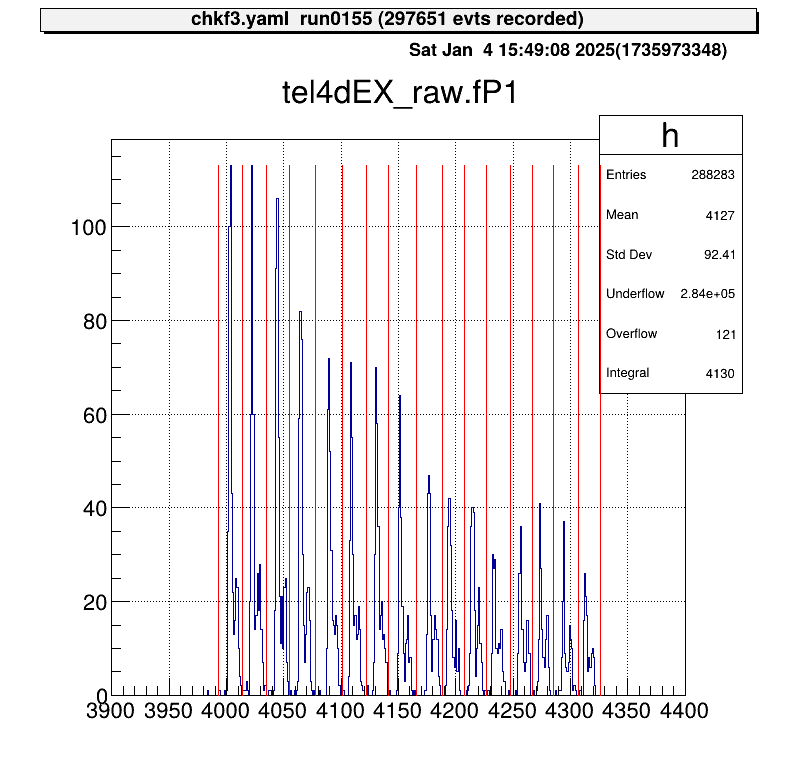 chkf3.yaml  run0155 (297651 evts recorded)
Sat Jan  4 15:49:08 2025(1735973348)
tel4dEX_raw.fP1
h
Entries 288283
Mean 4127
Std Dev 92.41
Underflow 2.84e+05
Overflow 121
Integral 4130
100
80
60
40
20
0
3900 3950 4000 4050 4100 4150 4200 4250 4300 4350 4400